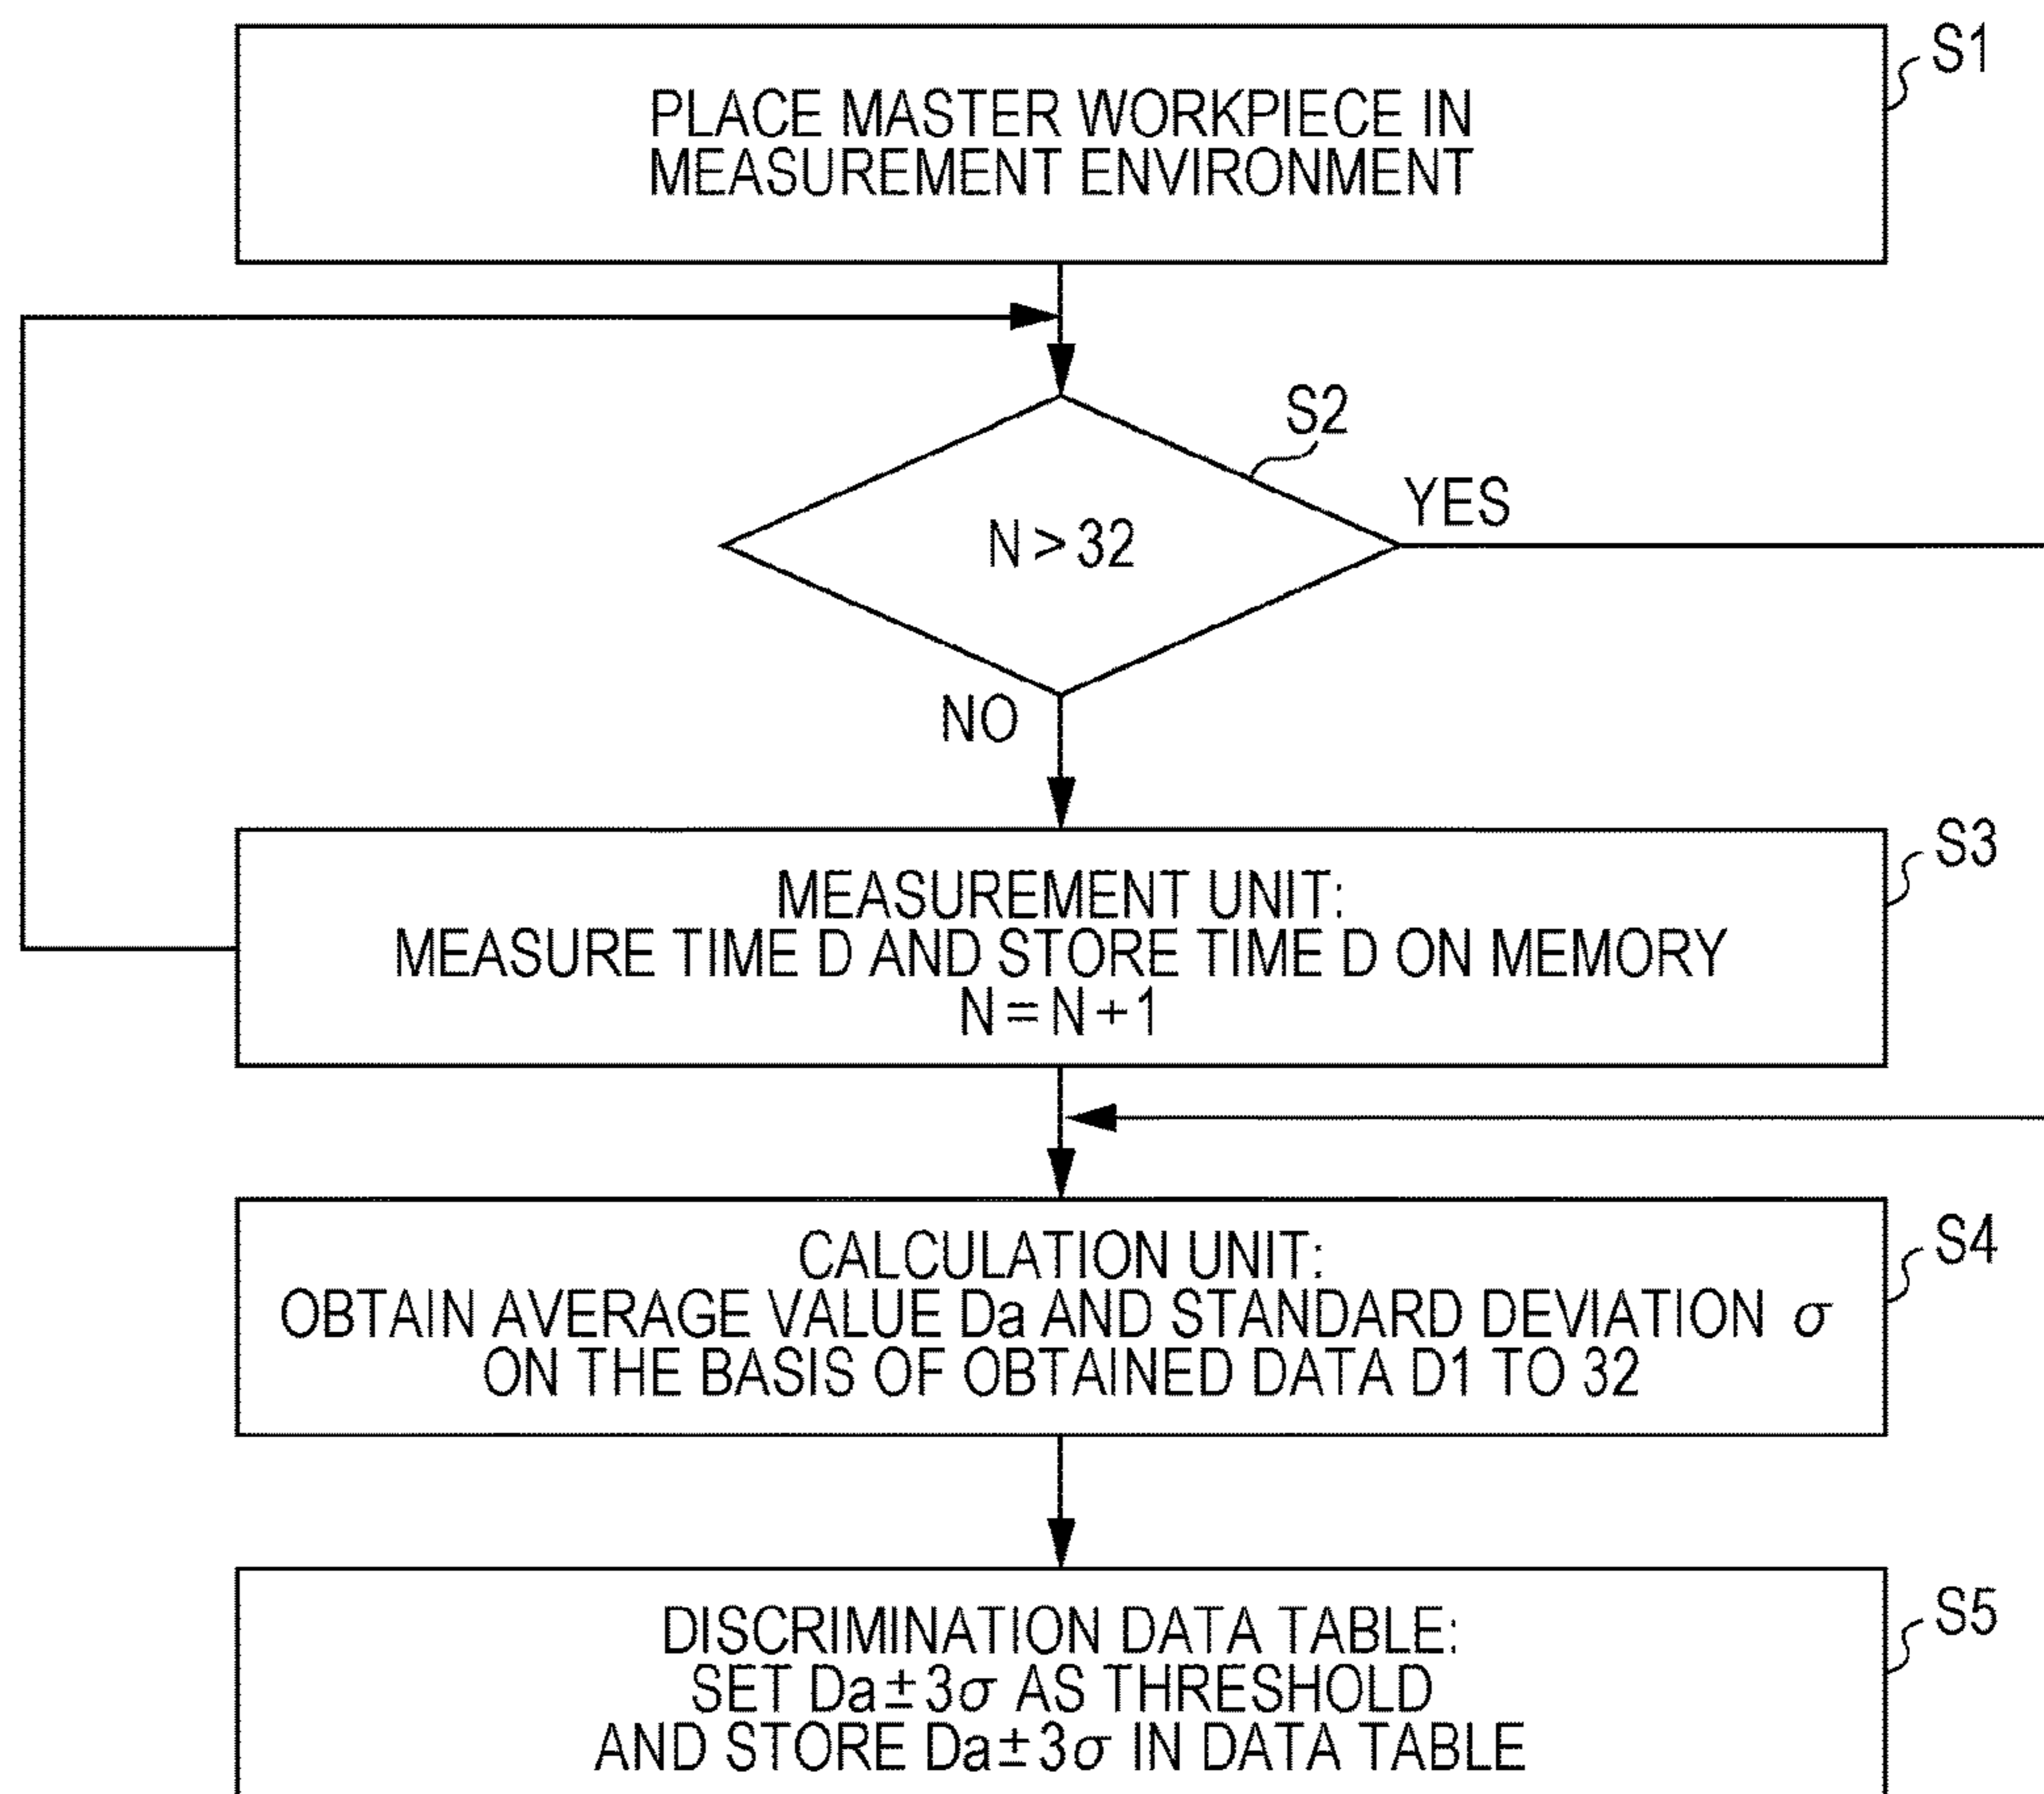 S1
PLACE MASTER WORKPIECE IN
MEASUREMENT ENVIRONMENT
S2
YES
N > 32
NO
S3
MEASUREMENT UNIT:
MEASURE TIME D AND STORE TIME D ON MEMORY
N = N + 1
S4
CALCULATION UNIT:
OBTAIN AVERAGE VALUE Da AND STANDARD DEVIATION σ
ON THE BASIS OF OBTAINED DATA D1 TO 32
S5
DISCRIMINATION DATA TABLE:
SET Da±3σ AS THRESHOLD
AND STORE Da±3σ IN DATA TABLE